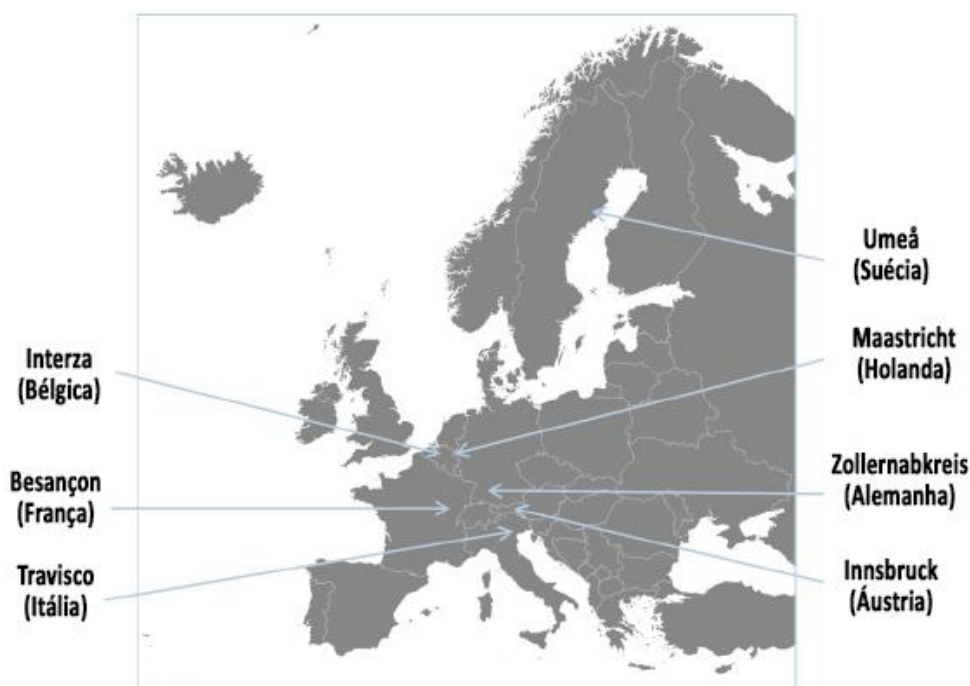 Umeå
(Suécia)
Maastricht
(Holanda)
Interza
(Bélgica)
Zollernabkreis
(Alemanha)
Besançon
(França)
Innsbruck
(Áustria)
Travisco
(Itália)